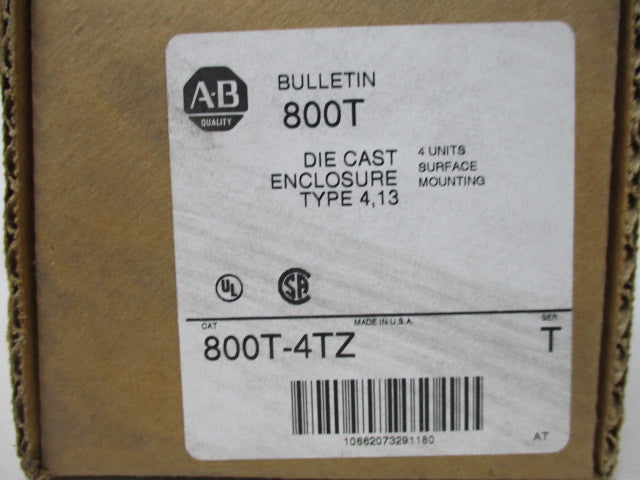 A-B
QUALITY
BULLETIN
800T
DIE CAST
ENCLOSURE
TYPE 4,13
4 UNITS
SURFACE
MOUNTING
UL
SA
CAT
MADE IN U.S.A.
SER
800T-4TZ
T
10662073291180
AT